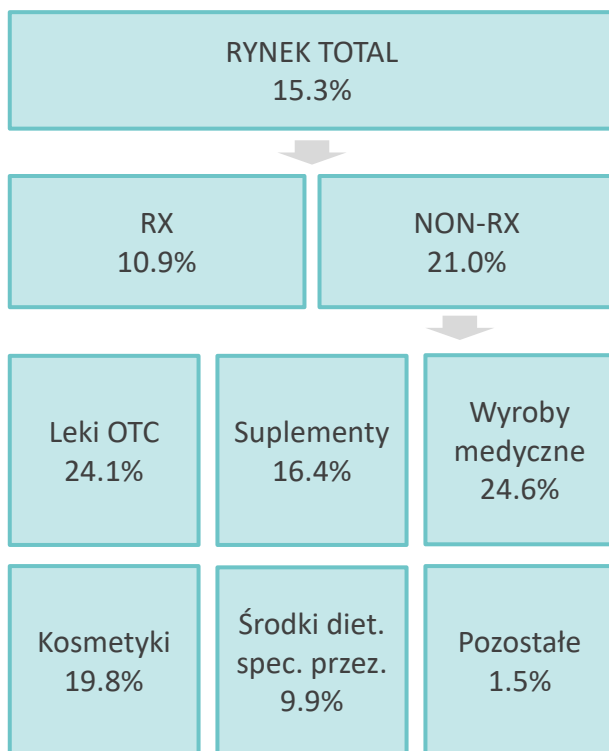 RYNEK TOTAL
15.3%
RX
10.9%
NON-RX
21.0%
Leki OTC
24.1%
Suplementy
16.4%
Wyroby
medyczne
24.6%
Kosmetyki
19.8%
Środki diet.
spec. przez.
9.9%
Pozostałe
1.5%